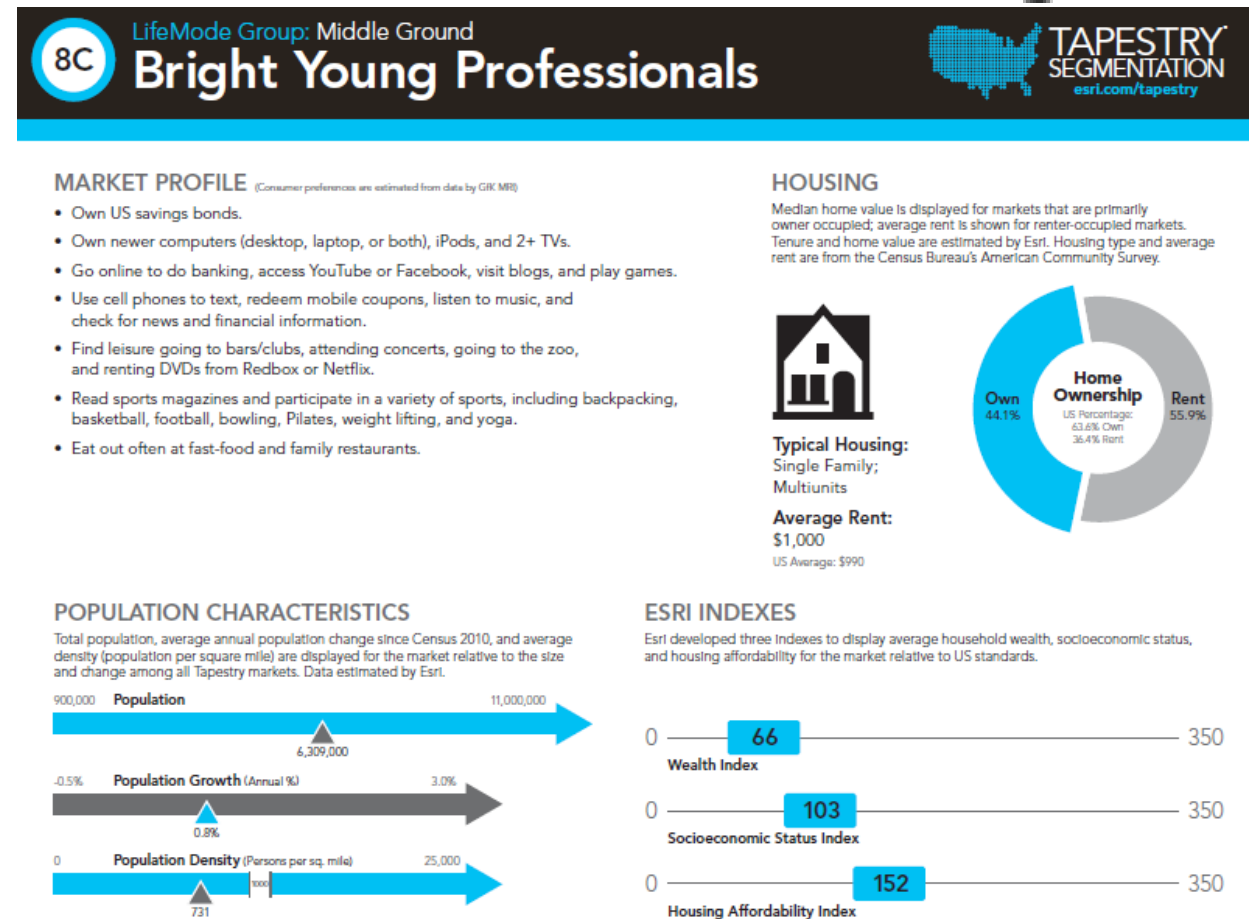 8C
LifeMode Group: Middle Ground
Bright Young Professionals
TAPESTRY™
SEGMENTATION
esri.com/tapestry
MARKET PROFILE (Consumer preferences are estimated from data by GfK MRI)
• Own US savings bonds.
• Own newer computers (desktop, laptop, or both), iPods, and 2+ TVs.
• Go online to do banking, access YouTube or Facebook, visit blogs, and play games.
• Use cell phones to text, redeem mobile coupons, listen to music, and
check for news and financial information.
• Find leisure going to bars/clubs, attending concerts, going to the zoo,
and renting DVDs from Redbox or Netflix.
• Read sports magazines and participate in a variety of sports, including backpacking,
basketball, football, bowling, Pilates, weight lifting, and yoga.
• Eat out often at fast-food and family restaurants.
HOUSING
Median home value is displayed for markets that are primarily
owner occupied; average rent is shown for renter-occupied markets.
Tenure and home value are estimated by Esri. Housing type and average
rent are from the Census Bureau's American Community Survey.
Typical Housing:
Single Family;
Multiunits
Average Rent:
$1,000
US Average: $990
Own
44.1%
Home
Ownership
US Percentage:
63.6% Own
36.4% Rent
Rent
55.9%
POPULATION CHARACTERISTICS
Total population, average annual population change since Census 2010, and average
density (population per square mile) are displayed for the market relative to the size
and change among all Tapestry markets. Data estimated by Esri.
900,000 Population 11,000,000
6,309,000
-0.5% Population Growth (Annual %) 3.0%
0.8%
0 Population Density (Persons per sq. mile) 25,000
1000
731
ESRI INDEXES
Esri developed three indexes to display average household wealth, socioeconomic status,
and housing affordability for the market relative to US standards.
0 66 350
Wealth Index
0 103 350
Socioeconomic Status Index
0 152 350
Housing Affordability Index